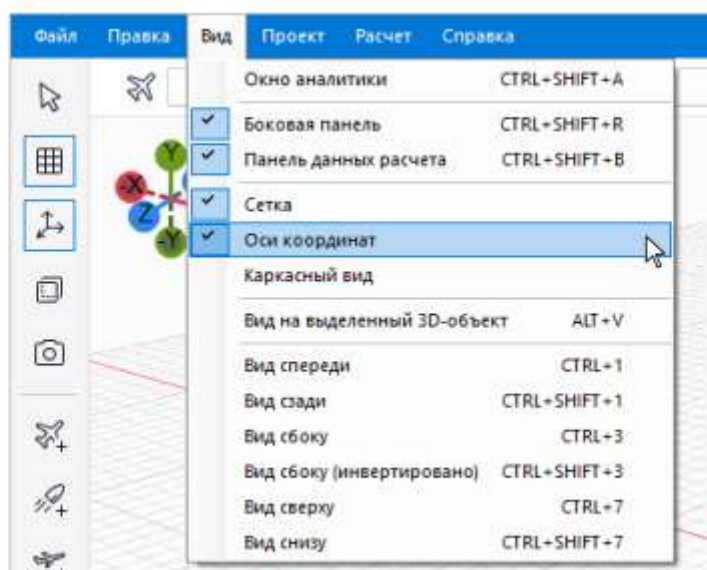 Файл Правка Вид Проект Расчет Справка
Окно аналитики CTRL+SHIFT+A
Боковая панель CTRL+SHIFT+R
Панель данных расчета CTRL+SHIFT+B
Сетка
Оси координат
Каркасный вид
Вид на выделенный 3D-объект ALT+V
Вид спереди CTRL+1
Вид сзади CTRL+SHIFT+1
Вид сбоку CTRL+3
Вид сбоку (инвертировано) CTRL+SHIFT+3
Вид сверху CTRL+7
Вид снизу CTRL+SHIFT+7
Y
-X
Z
-Y